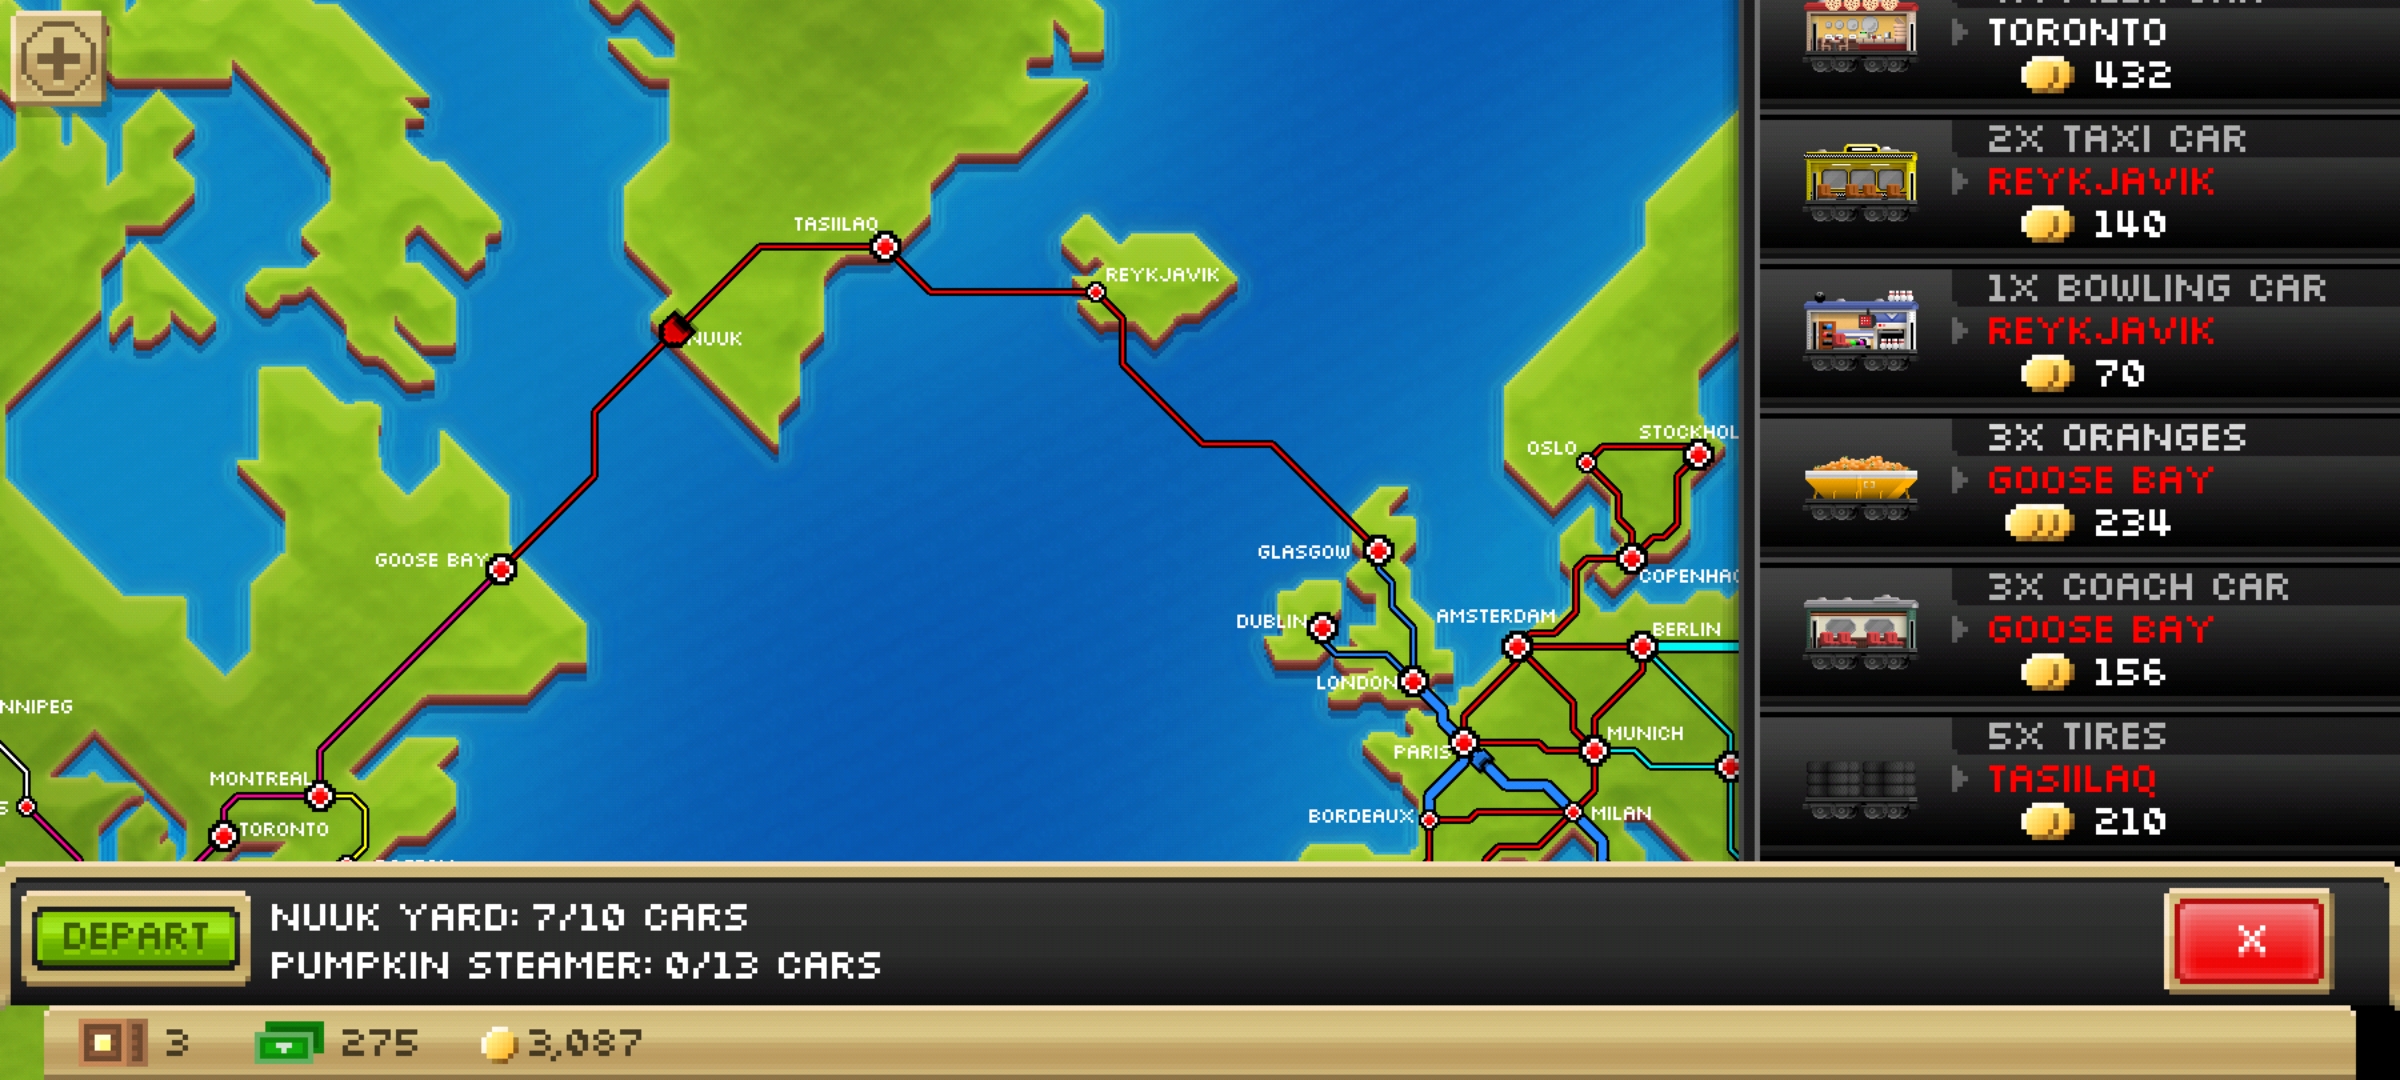 TORONTO
432
2X TAXI CAR
REYKJAVIK
140
1X BOWLING CAR
REYKJAVIK
70
3X ORANGES
GOOSE BAY
234
3X COACH CAR
GOOSE BAY
156
5X TIRES
TASIILAQ
210
TASIILAQ
REYKJAVIK
NUUK
STOCKHOL
OSLO
GLASGOW
GOOSE BAY
COPENHAG
DUBLIN
AMSTERDAM
BERLIN
LONDON
NNIPEG
MUNICH
PARIS
MONTREAL
BORDEAUX
MILAN
TORONTO
DEPART
NUUK YARD: 7/10 CARS
PUMPKIN STEAMER: 0/13 CARS
X
3
275
3,087